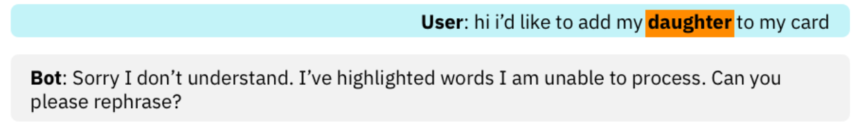 User: hi i’d like to add my daughter to my card
Bot: Sorry I don’t understand. I’ve highlighted words I am unable to process. Can you
please rephrase?